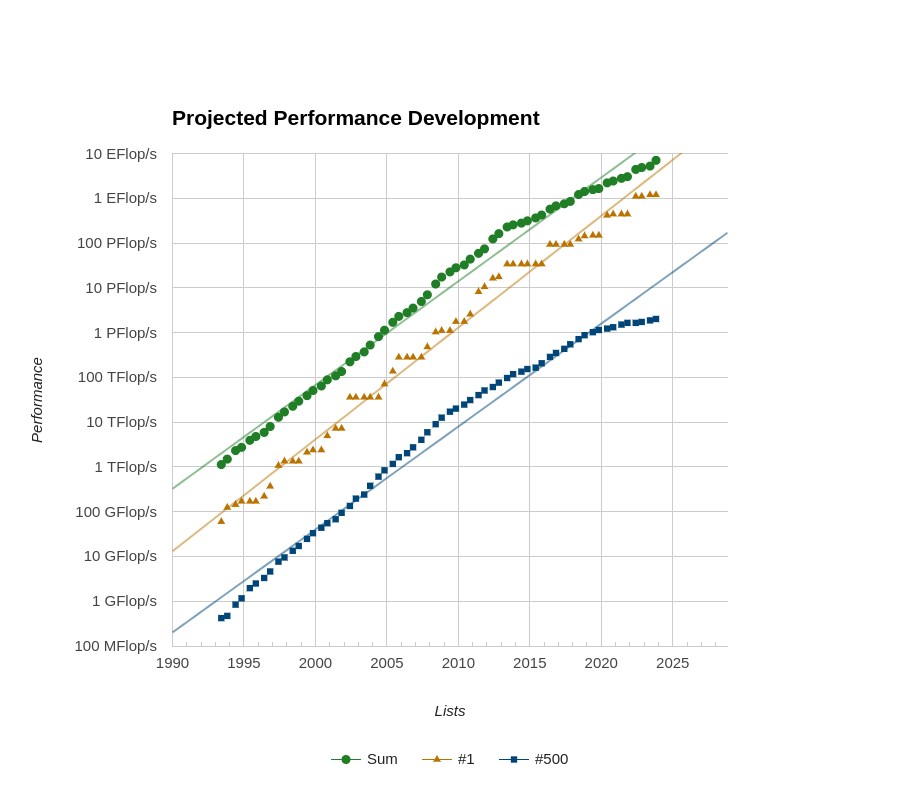 Projected Performance Development
10 EFlop/s
1 EFlop/s
100 PFlop/s
10 PFlop/s
1 PFlop/s
100 TFlop/s
10 TFlop/s
1 TFlop/s
100 GFlop/s
10 GFlop/s
1 GFlop/s
100 MFlop/s
Performance
1990 1995 2000 2005 2010 2015 2020 2025
Lists
Sum #1 #500